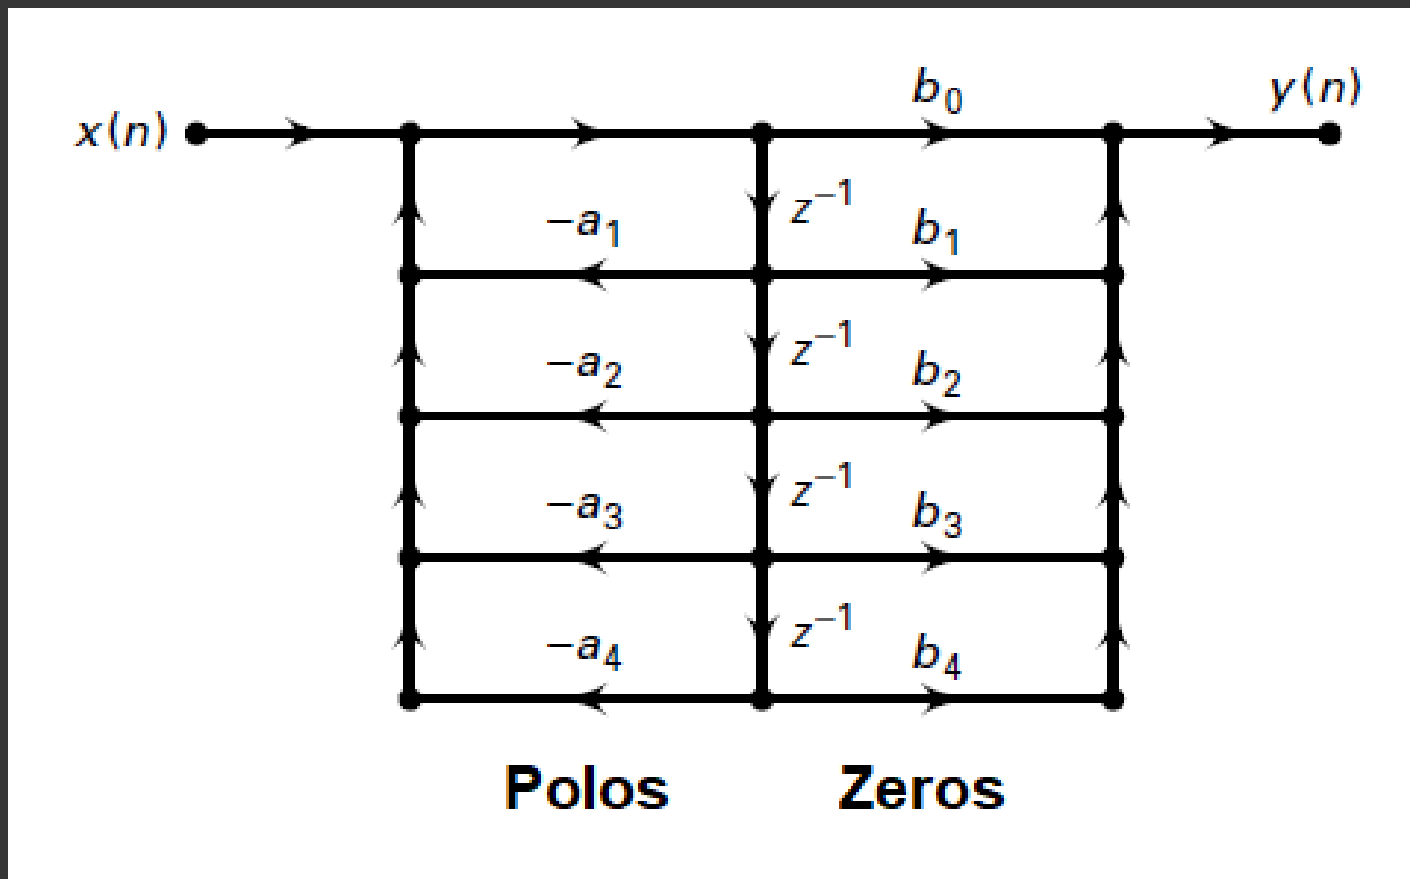 b₀
y(n)
x(n)
z⁻¹
−a₁
b₁
z⁻¹
−a₂
b₂
z⁻¹
−a₃
b₃
z⁻¹
−a₄
b₄
Polos Zeros